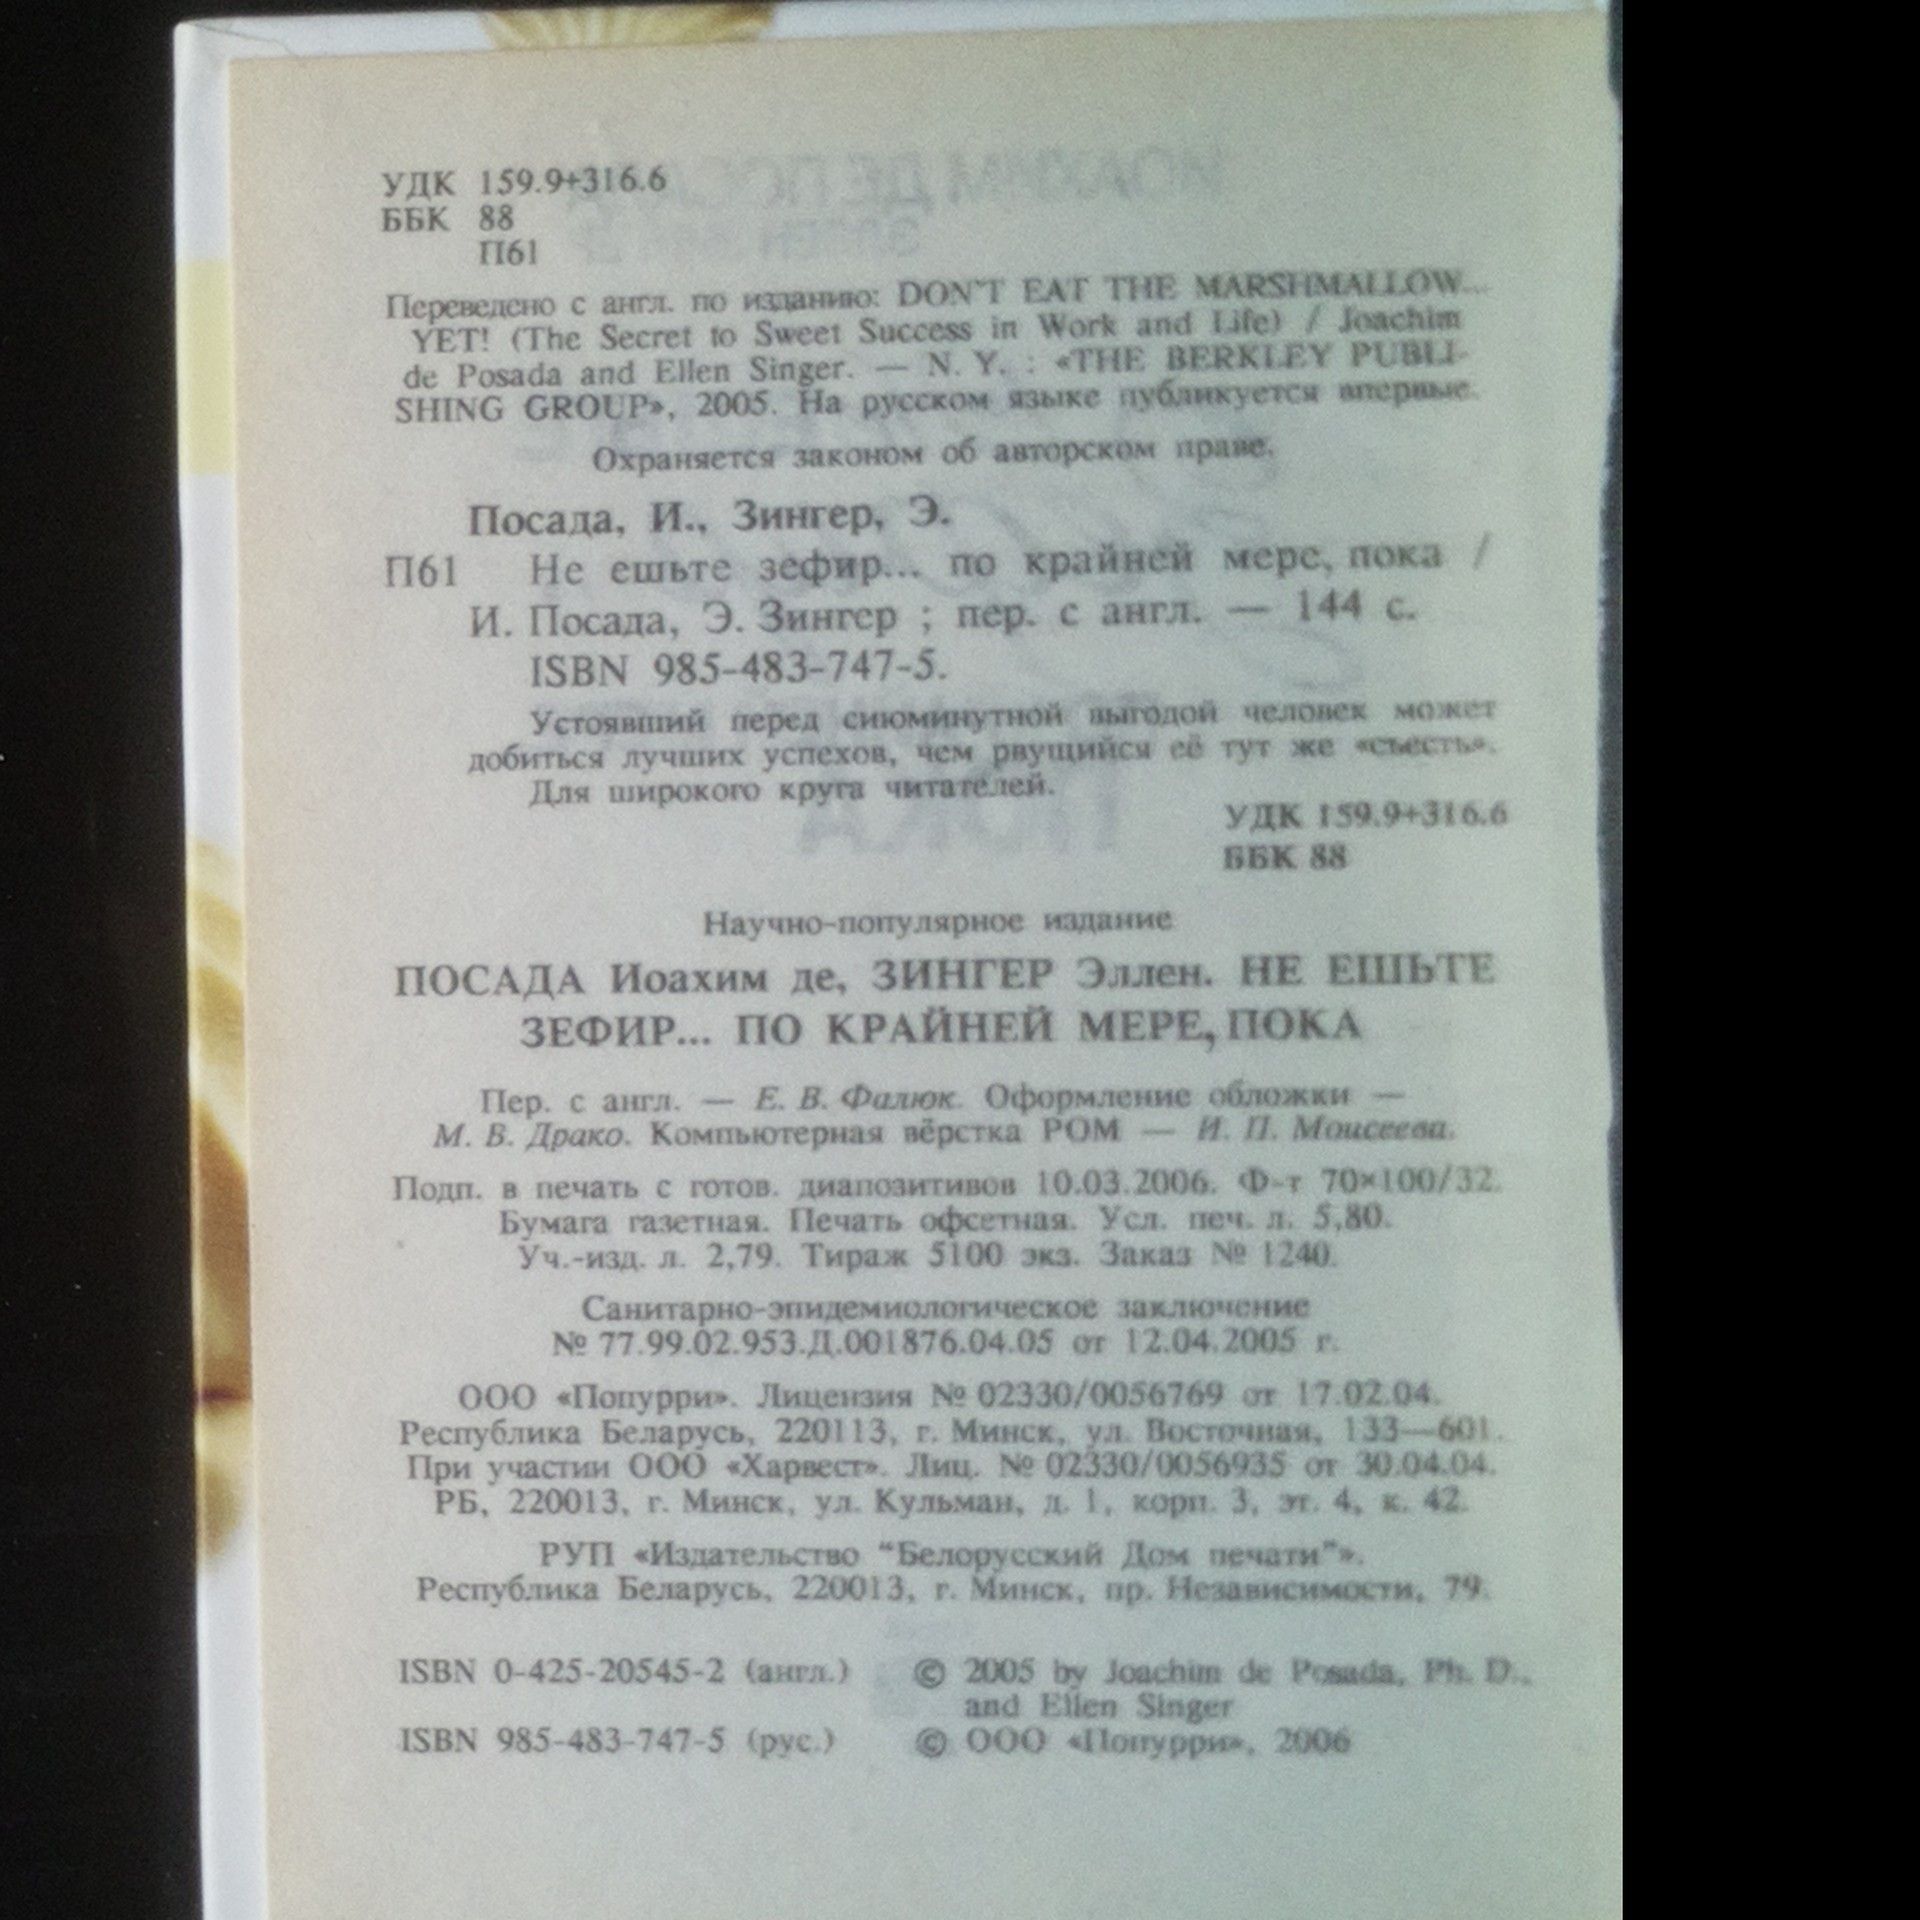 УДК 159.9+316.6
ББК 88
П61
Переведено с англ. по изданию: DON'T EAT THE MARSHMALLOW...
YET! (The Secret to Sweet Success in Work and Life) / Joachim
de Posada and Ellen Singer. — N. Y. : «THE BERKLEY PUBLI-
SHING GROUP», 2005. На русском языке публикуется впервые.
Охраняется законом об авторском праве.
Посада, И., Зингер, Э.
П61 Не ешьте зефир... по крайней мере, пока /
И. Посада, Э. Зингер ; пер. с англ. — 144 с.
ISBN 985-483-747-5.
Устоявший перед сиюминутной выгодой человек может
добиться лучших успехов, чем рвущийся её тут же «съесть».
Для широкого круга читателей.
УДК 159.9+316.6
ББК 88
Научно-популярное издание
ПОСАДА Иоахим де, ЗИНГЕР Эллен. НЕ ЕШЬТЕ
ЗЕФИР... ПО КРАЙНЕЙ МЕРЕ, ПОКА
Пер. с англ. — Е. В. Фалюк. Оформление обложки —
М. В. Драко. Компьютерная вёрстка РОМ — И. П. Моисеева.
Подп. в печать с готов. диапозитивов 10.03.2006. Ф-т 70×100/32.
Бумага газетная. Печать офсетная. Усл. печ. л. 5,80.
Уч.-изд. л. 2,79. Тираж 5100 экз. Заказ № 1240.
Санитарно-эпидемиологическое заключение
№ 77.99.02.953.Д.001876.04.05 от 12.04.2005 г.
ООО «Попурри». Лицензия № 02330/0056769 от 17.02.04.
Республика Беларусь, 220113, г. Минск, ул. Восточная, 133—601.
При участии ООО «Харвест». Лиц. № 02330/0056935 от 30.04.04.
РБ, 220013, г. Минск, ул. Кульман, д. 1, корп. 3, эт. 4, к. 42.
РУП «Издательство “Белорусский Дом печати”».
Республика Беларусь, 220013, г. Минск, пр. Независимости, 79.
ISBN 0-425-20545-2 (англ.) © 2005 by Joachim de Posada, Ph. D.,
and Ellen Singer
ISBN 985-483-747-5 (рус.) © ООО «Попурри», 2006